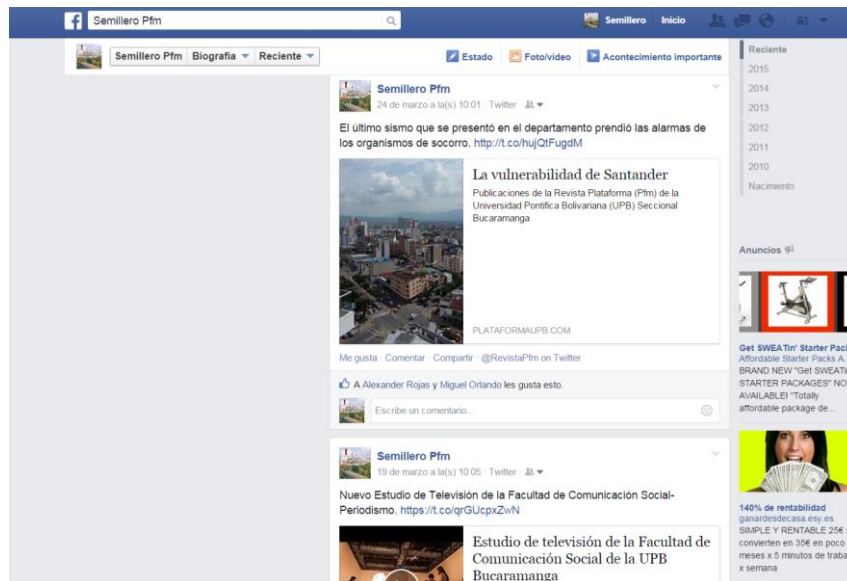 Semillero Pfm
Semillero Inicio
Semillero Pfm Biografía Reciente
Estado Foto/video Acontecimiento importante
Semillero Pfm
24 de marzo a la(s) 10:01 · Twitter ·
El último sismo que se presentó en el departamento prendió las alarmas de
los organismos de socorro. http://t.co/hujQtFugdM
La vulnerabilidad de Santander
Publicaciones de la Revista Plataforma (Pfm) de la
Universidad Pontifica Bolivariana (UPB) Seccional
Bucaramanga
PLATAFORMAUPB.COM
Me gusta · Comentar · Compartir · @RevistaPfm on Twitter
A Alexander Rojas y Miguel Orlando les gusta esto.
Escribe un comentario...
Semillero Pfm
19 de marzo a la(s) 10:05 · Twitter ·
Nuevo Estudio de Televisión de la Facultad de Comunicación Social-
Periodismo. https://t.co/qrGUcpxZwN
Estudio de televisión de la Facultad de
Comunicación Social de la UPB
Bucaramanga
Reciente
2015
2014
2013
2012
2011
2010
Nacimiento
Anuncios
Get SWEATin' Starter Pac
Affordable Starter Packs A
BRAND NEW "Get SWEATi
STARTER PACKAGES" NO
AVAILABLE! "Totally
affordable package de...
140% de rentabilidad
ganardesdecasa.esy.es
SIMPLE Y RENTABLE 25€ s
convierten en 35€ en poco
meses x 5 minutos de traba
x semana